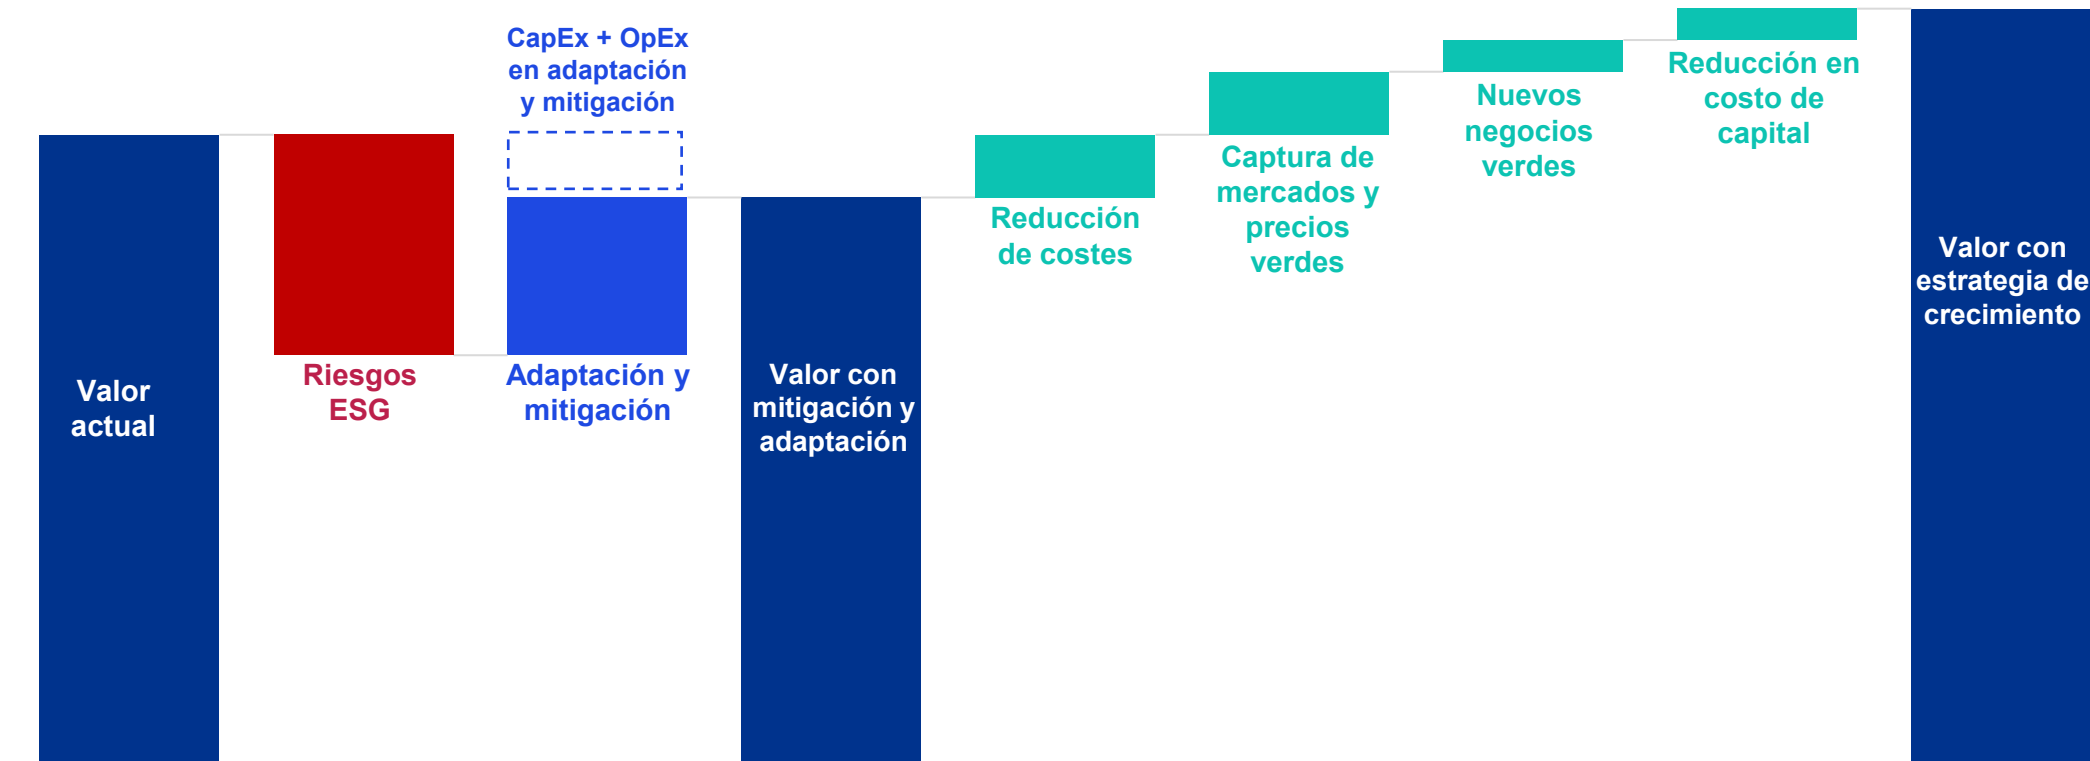 Valor
actual
Riesgos
ESG
CapEx + OpEx
en adaptación
y mitigación
Adaptación y
mitigación
Valor con
mitigación y
adaptación
Reducción
de costes
Captura de
mercados y
precios
verdes
Nuevos
negocios
verdes
Reducción en
costo de
capital
Valor con
estrategia de
crecimiento